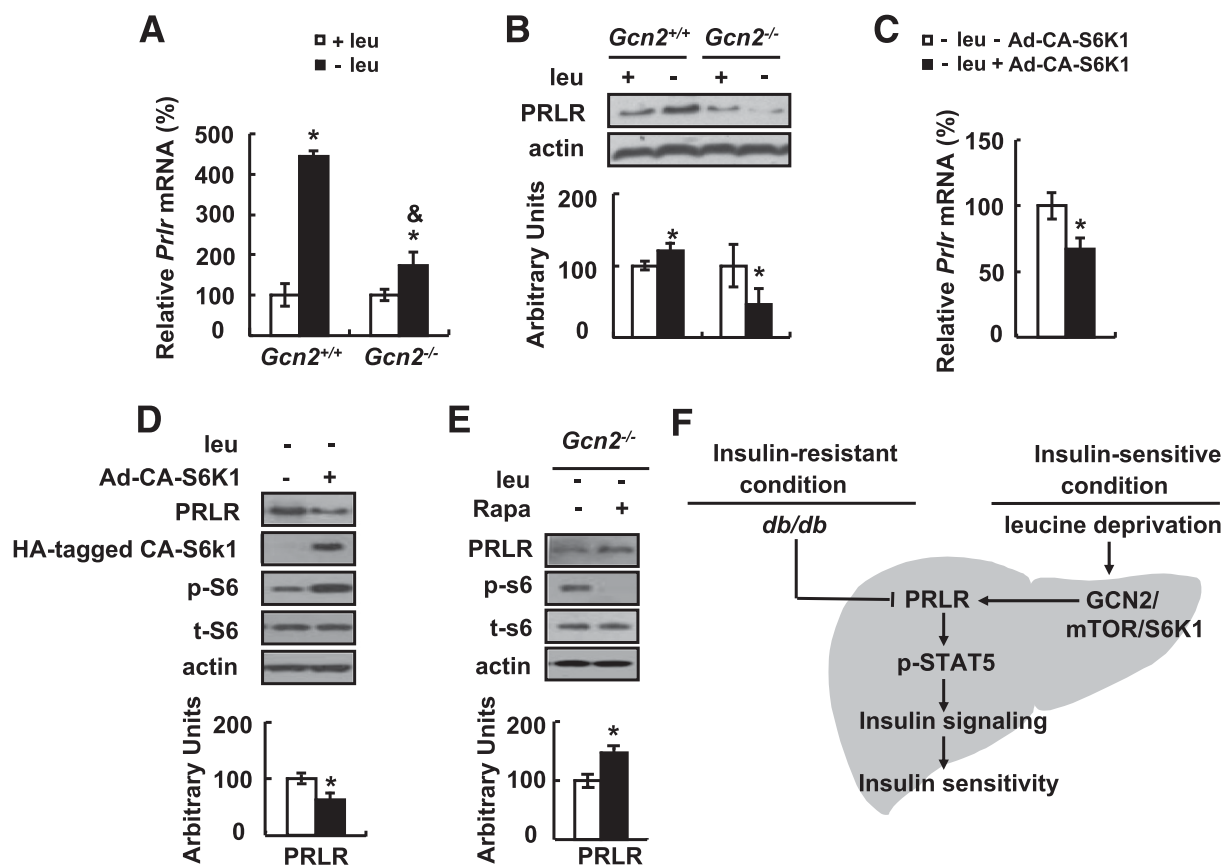 A
+ leu
- leu
Relative Prlr mRNA (%)
500
400
300
200
100
0
*
&
*
Gcn2+/+
Gcn2-/-
B
Gcn2+/+ Gcn2-/-
leu + - + -
PRLR
actin
Arbitrary Units
200
100
0
*
*
C
- leu - Ad-CA-S6K1
- leu + Ad-CA-S6K1
Relative Prlr mRNA (%)
150
100
50
0
*
D
leu - -
Ad-CA-S6K1 - +
PRLR
HA-tagged CA-S6k1
p-S6
t-S6
actin
Arbitrary Units
200
100
0
*
PRLR
E
Gcn2-/-
leu - -
Rapa - +
PRLR
p-s6
t-s6
actin
Arbitrary Units
200
100
0
*
PRLR
F
Insulin-resistant
condition
db/db
Insulin-sensitive
condition
leucine deprivation
PRLR
GCN2/
mTOR/S6K1
p-STAT5
Insulin signaling
Insulin sensitivity